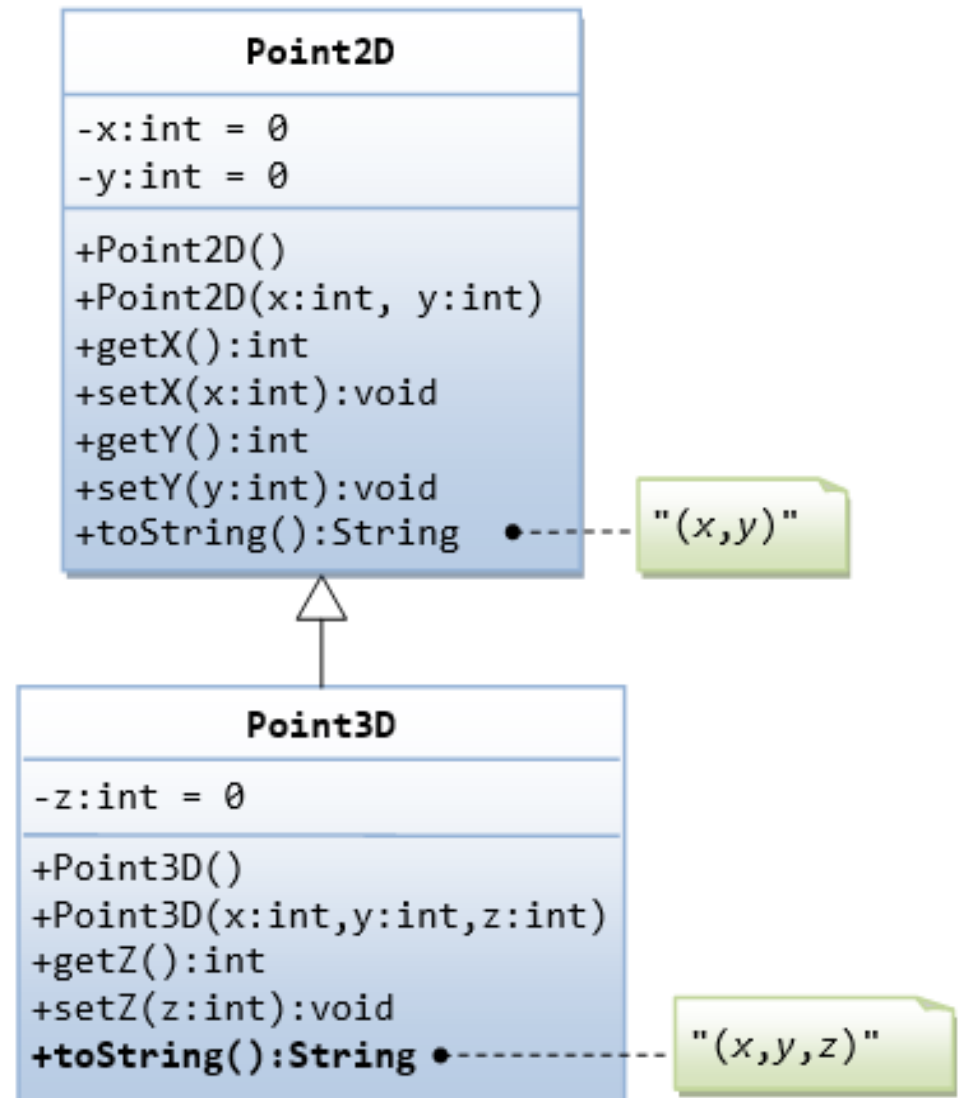 Point2D
-x:int = 0
-y:int = 0
+Point2D()
+Point2D(x:int, y:int)
+getX():int
+setX(x:int):void
+getY():int
+setY(y:int):void
+toString():String
"(x,y)"
Point3D
-z:int = 0
+Point3D()
+Point3D(x:int,y:int,z:int)
+getZ():int
+setZ(z:int):void
+toString():String
"(x,y,z)"